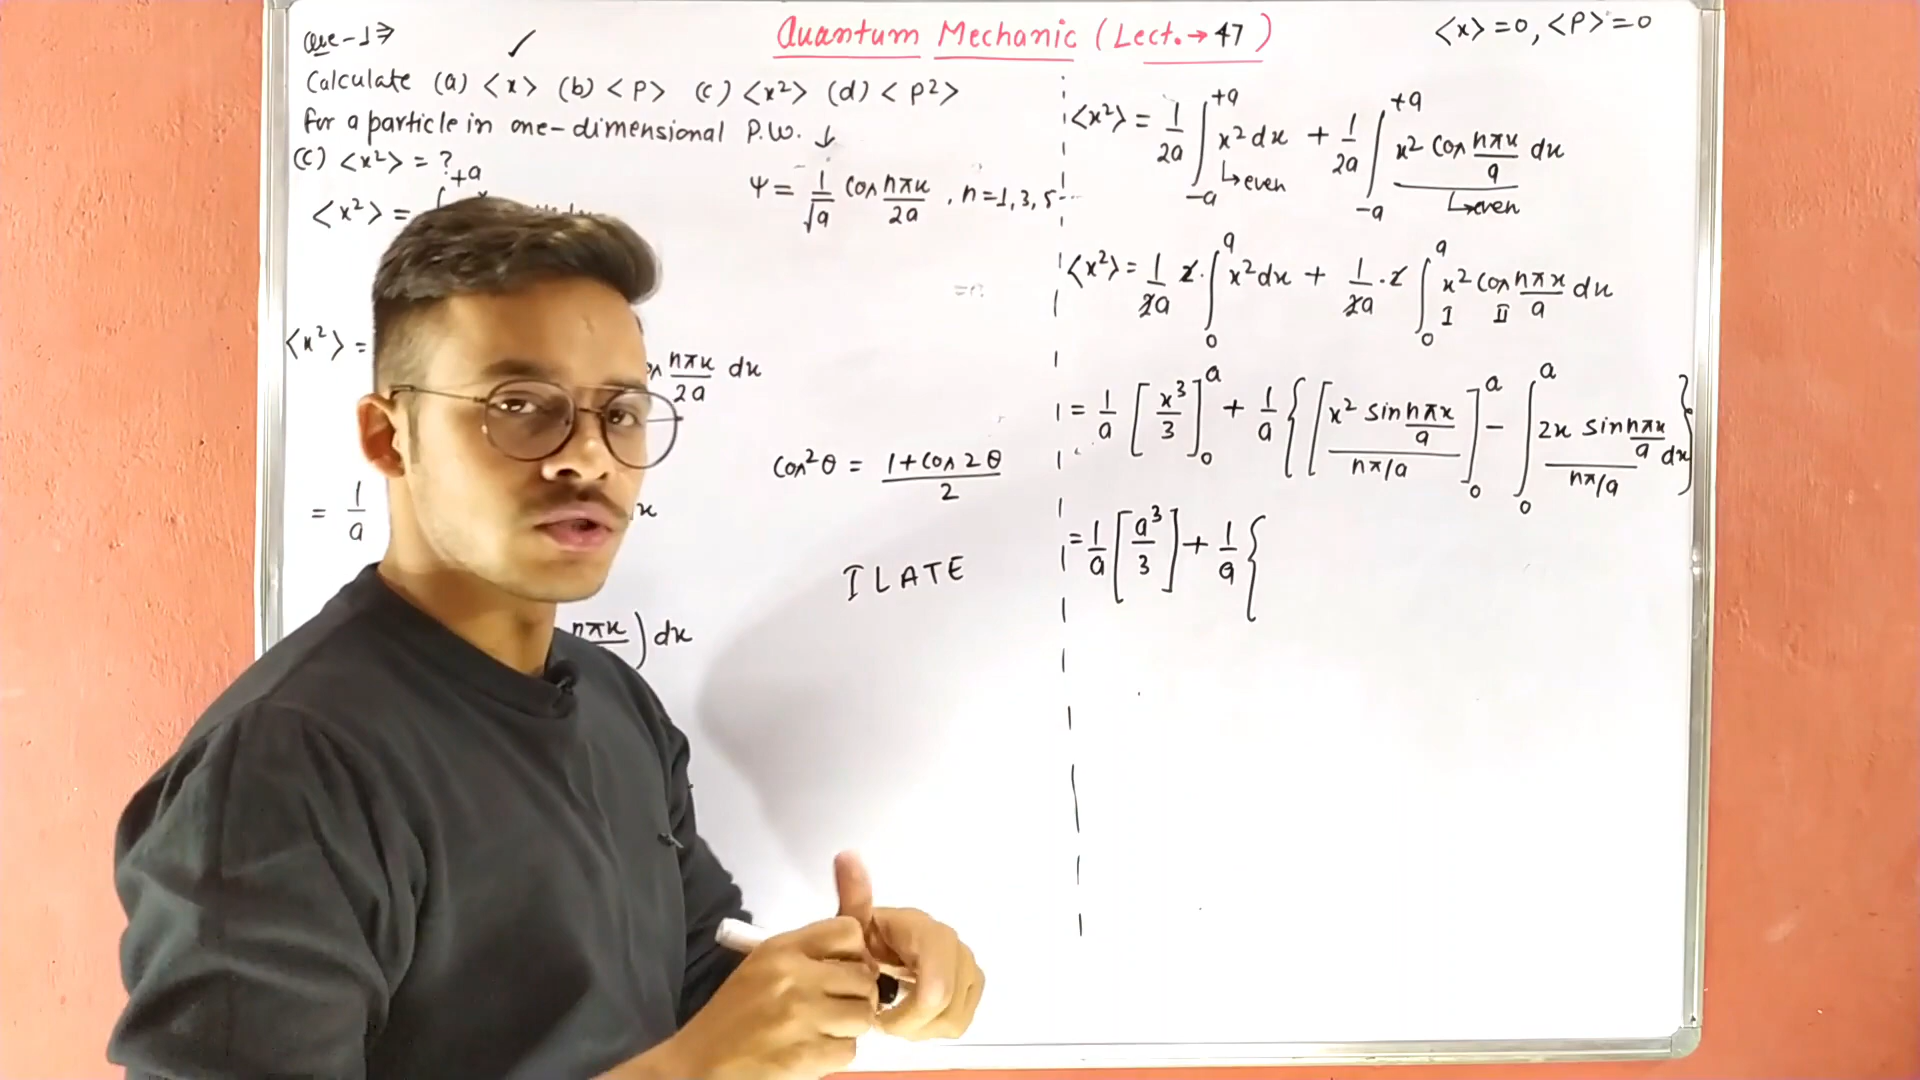 Quantum Mechanic (Lect.→47)
<x>=0, <P>=0
Que-1⇒
Calculate (a) <x> (b) <P> (c) <x²> (d) <P²>
for a particle in one-dimensional P.W. ↓
(C) <x²> = ?
<x²> = +a
ψ = 1/√a cos nπx/2a , n=1,3,5---
<x²> =
nπx/2a dx
= 1/a
x
cos²θ = (1+cos 2θ)/2
ILATE
nπx ) dx
<x²> = 1/2a ∫₋ₐ⁺ᵃ x² dx + 1/2a ∫₋ₐ⁺ᵃ x² cos nπx/a dx
↳even ↳even
<x²> = 1/2a 2·∫₀ᵃ x² dx + 1/2a ·2 ∫₀ᵃ x² cos nπx/a dx
I II
= 1/a [x³/3]₀ᵃ + 1/a { [x² sin nπx/a / nπ/a]₀ᵃ − ∫₀ᵃ 2x sin nπx/a / nπ/a dx }
= 1/a [a³/3] + 1/a {